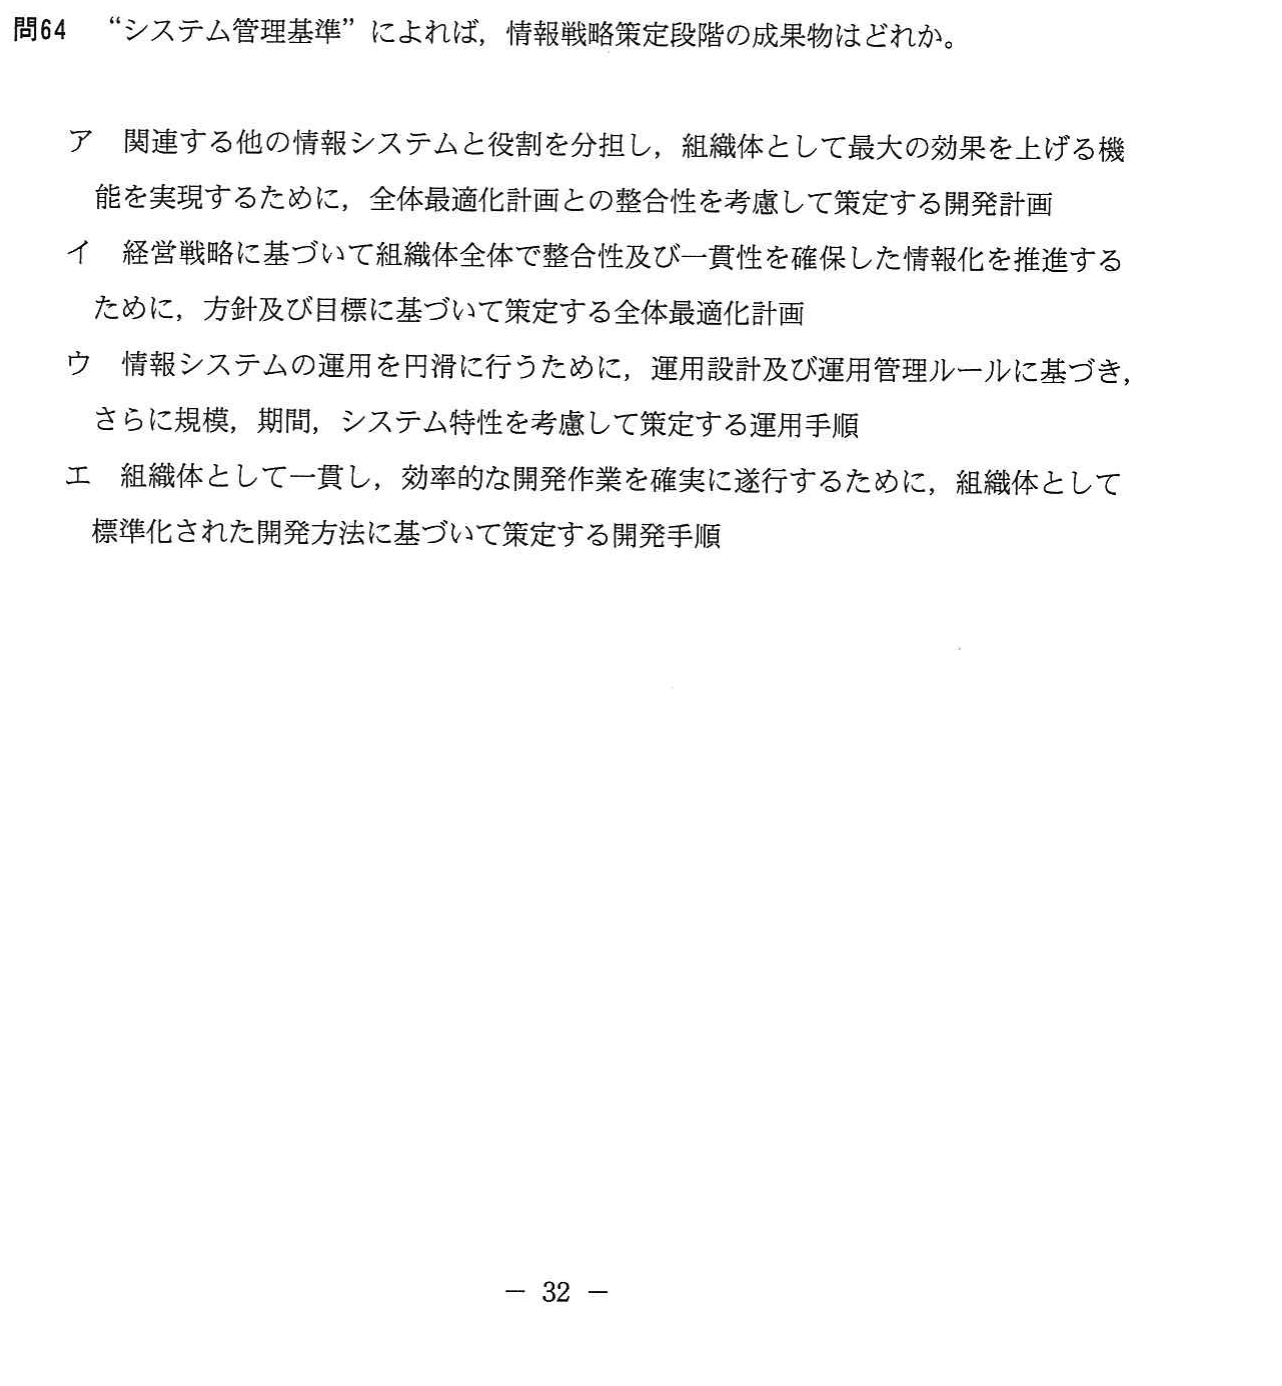 問64 “システム管理基準”によれば，情報戦略策定段階の成果物はどれか。
ア 関連する他の情報システムと役割を分担し，組織体として最大の効果を上げる機
能を実現するために，全体最適化計画との整合性を考慮して策定する開発計画
イ 経営戦略に基づいて組織体全体で整合性及び一貫性を確保した情報化を推進する
ために，方針及び目標に基づいて策定する全体最適化計画
ウ 情報システムの運用を円滑に行うために，運用設計及び運用管理ルールに基づき，
さらに規模，期間，システム特性を考慮して策定する運用手順
エ 組織体として一貫し，効率的な開発作業を確実に遂行するために，組織体として
標準化された開発方法に基づいて策定する開発手順
－ 32 －